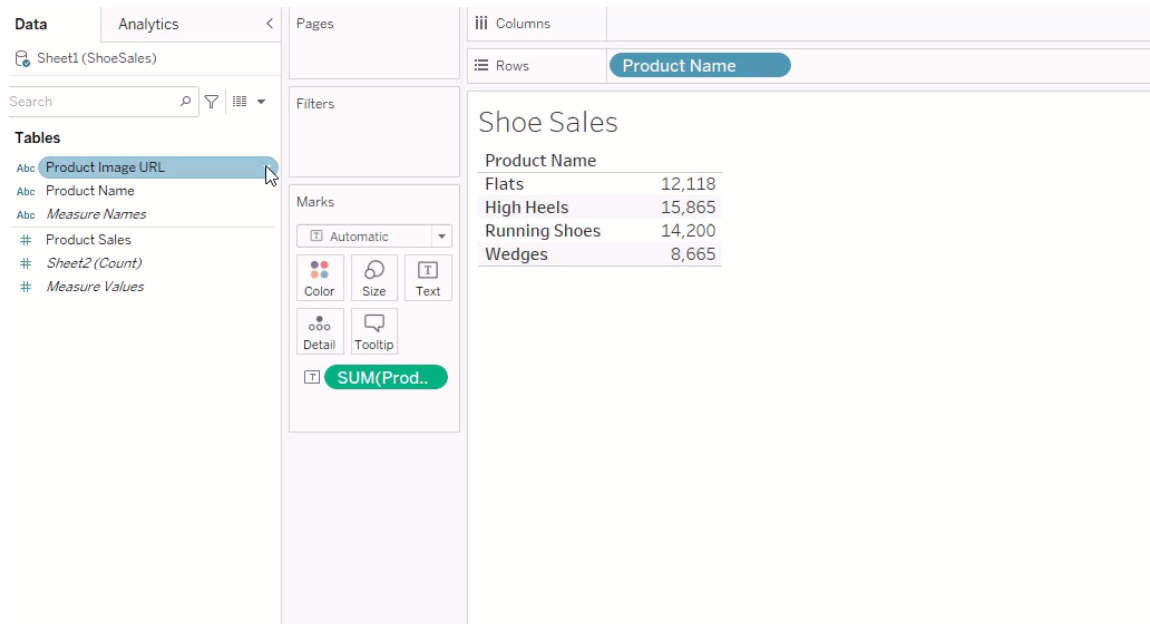 Data Analytics <
Sheet1 (ShoeSales)
Search
Tables
Abc Product Image URL
Abc Product Name
Abc Measure Names
# Product Sales
# Sheet2 (Count)
# Measure Values
Pages
Filters
Marks
T Automatic
Color Size T Text
Detail Tooltip
T SUM(Prod..
iii Columns
Rows Product Name
Shoe Sales
Product Name
Flats 12,118
High Heels 15,865
Running Shoes 14,200
Wedges 8,665